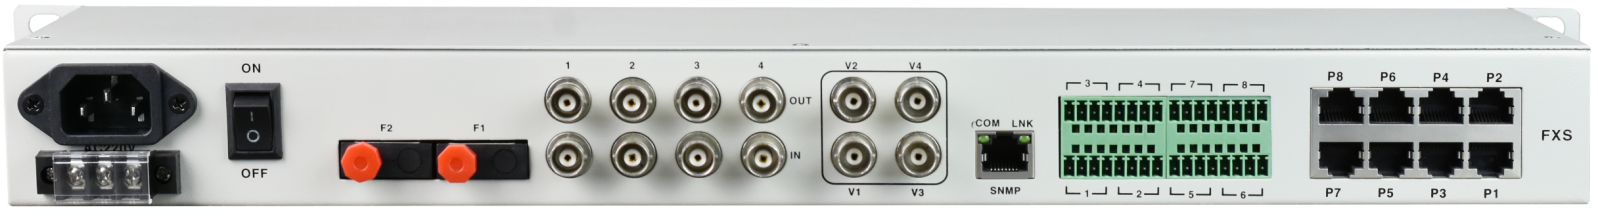 ON
OFF
AC220V
F2 F1
1 2 3 4
OUT
IN
V2 V4
V1 V3
COM LNK
SNMP
3 4 7 8
1 2 5 6
P8 P6 P4 P2
P7 P5 P3 P1
FXS